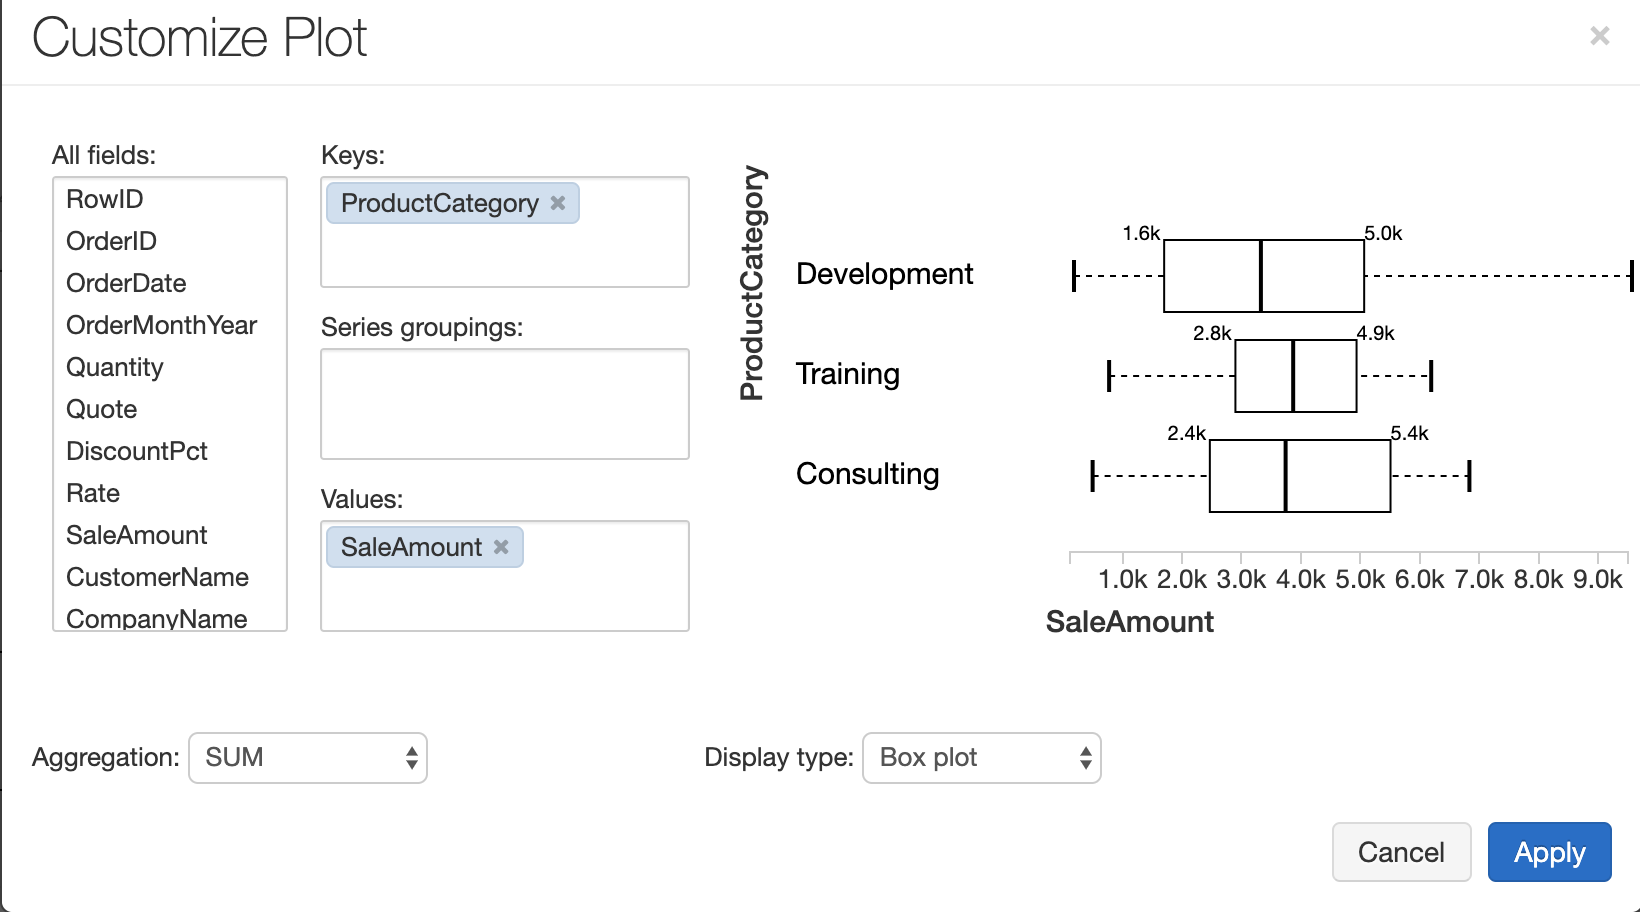 Customize Plot
×
All fields:
RowID
OrderID
OrderDate
OrderMonthYear
Quantity
Quote
DiscountPct
Rate
SaleAmount
CustomerName
CompanyName
Keys:
ProductCategory ×
Series groupings:
Values:
SaleAmount ×
ProductCategory
1.6k 5.0k
Development
2.8k 4.9k
Training
2.4k 5.4k
Consulting
1.0k 2.0k 3.0k 4.0k 5.0k 6.0k 7.0k 8.0k 9.0k
SaleAmount
Aggregation: SUM
Display type: Box plot
Cancel
Apply